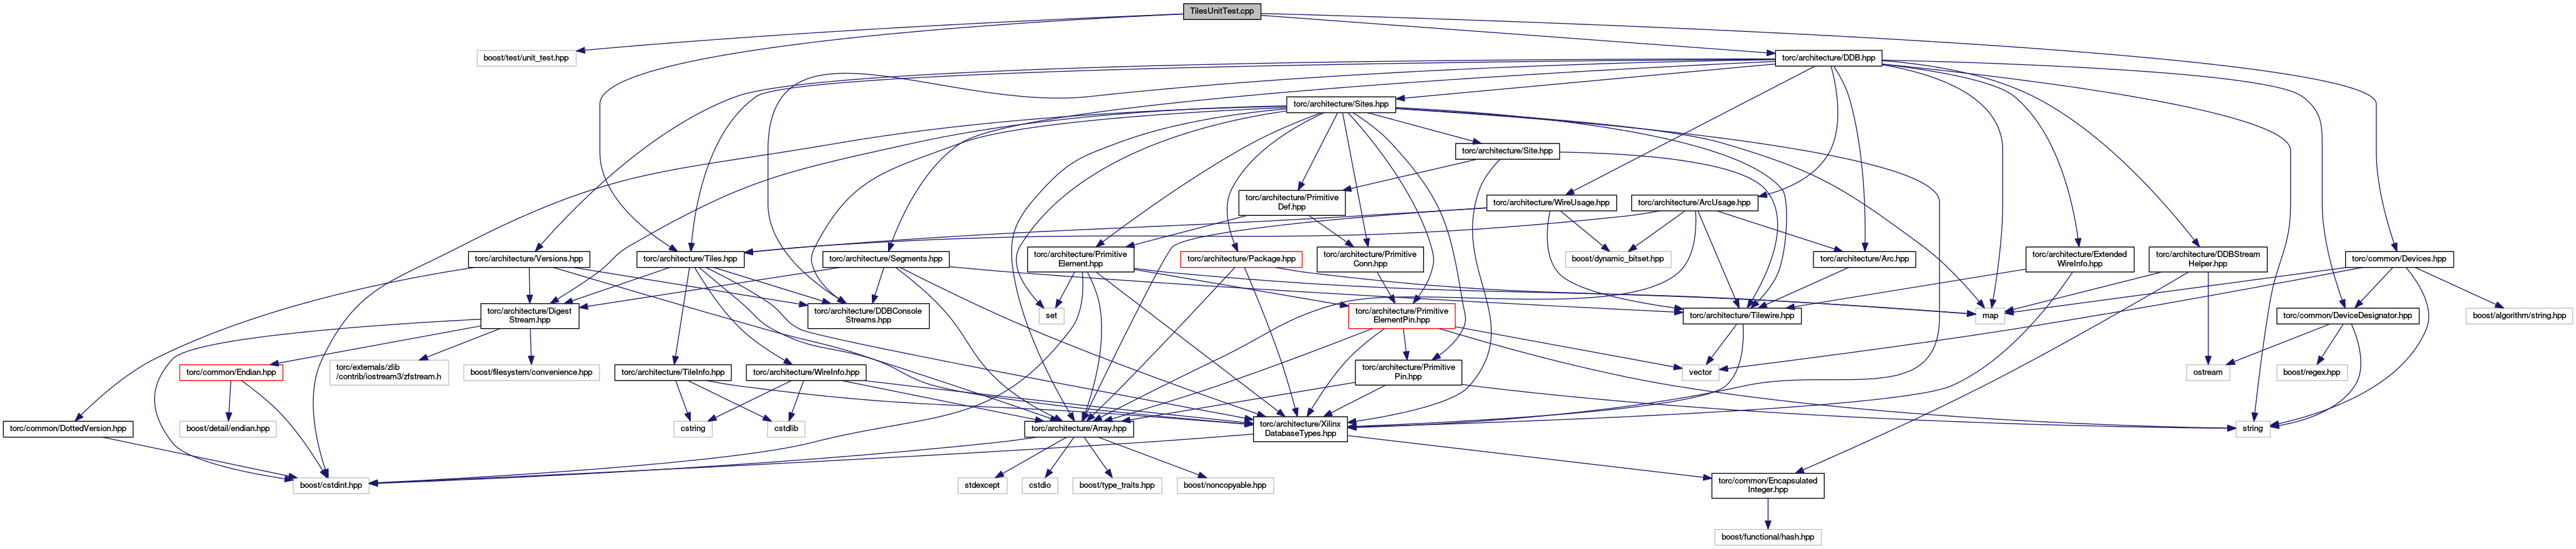 TilesUnitTest.cpp
boost/test/unit_test.hpp
torc/architecture/DDB.hpp
torc/architecture/Sites.hpp
torc/architecture/Site.hpp
torc/architecture/Primitive
Def.hpp
torc/architecture/WireUsage.hpp
torc/architecture/ArcUsage.hpp
torc/architecture/Versions.hpp
torc/architecture/Tiles.hpp
torc/architecture/Segments.hpp
torc/architecture/Primitive
Element.hpp
torc/architecture/Package.hpp
torc/architecture/Primitive
Conn.hpp
boost/dynamic_bitset.hpp
torc/architecture/Arc.hpp
torc/architecture/Extended
WireInfo.hpp
torc/architecture/DDBStream
Helper.hpp
torc/common/Devices.hpp
torc/architecture/Digest
Stream.hpp
torc/architecture/DDBConsole
Streams.hpp
set
torc/architecture/Primitive
ElementPin.hpp
torc/architecture/Tilewire.hpp
map
torc/common/DeviceDesignator.hpp
boost/algorithm/string.hpp
torc/common/Endian.hpp
torc/externals/zlib
/contrib/iostream3/zfstream.h
boost/filesystem/convenience.hpp
torc/architecture/TileInfo.hpp
torc/architecture/WireInfo.hpp
torc/architecture/Primitive
Pin.hpp
vector
ostream
boost/regex.hpp
torc/common/DottedVersion.hpp
boost/detail/endian.hpp
cstring
cstdlib
torc/architecture/Array.hpp
torc/architecture/Xilinx
DatabaseTypes.hpp
string
boost/cstdint.hpp
stdexcept
cstdio
boost/type_traits.hpp
boost/noncopyable.hpp
torc/common/Encapsulated
Integer.hpp
boost/functional/hash.hpp